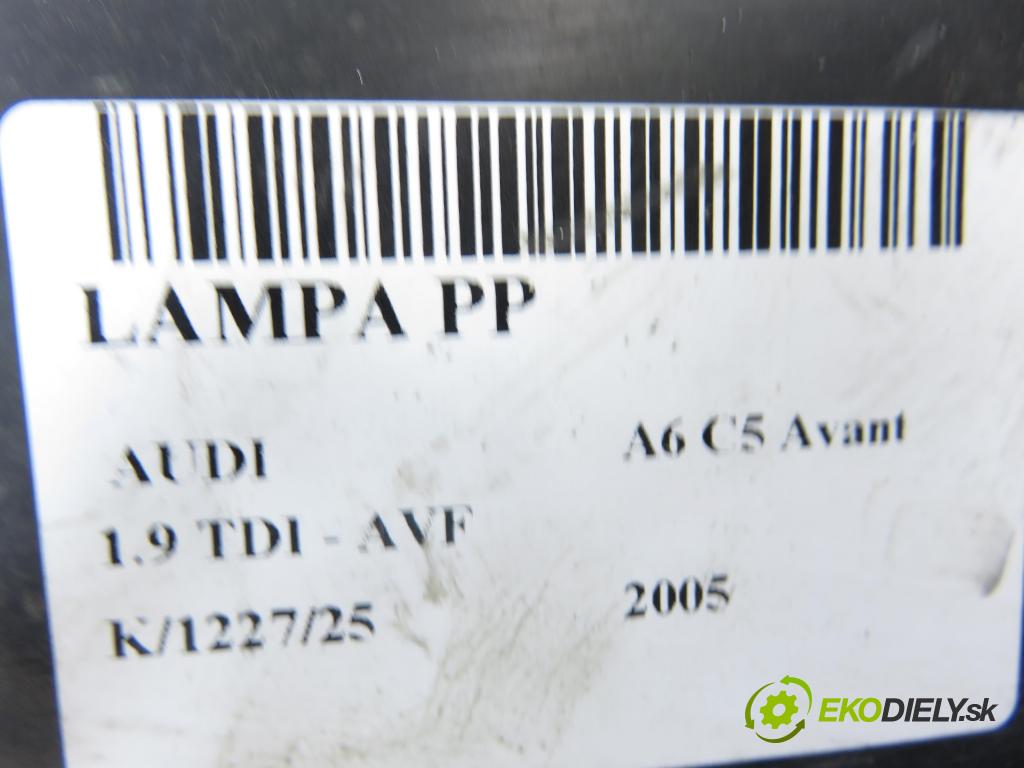 LAMPA PP
AUDI A6 C5 Avant
1.9 TDI - AVF
K/1227/25 2005
EKODIELY.sk